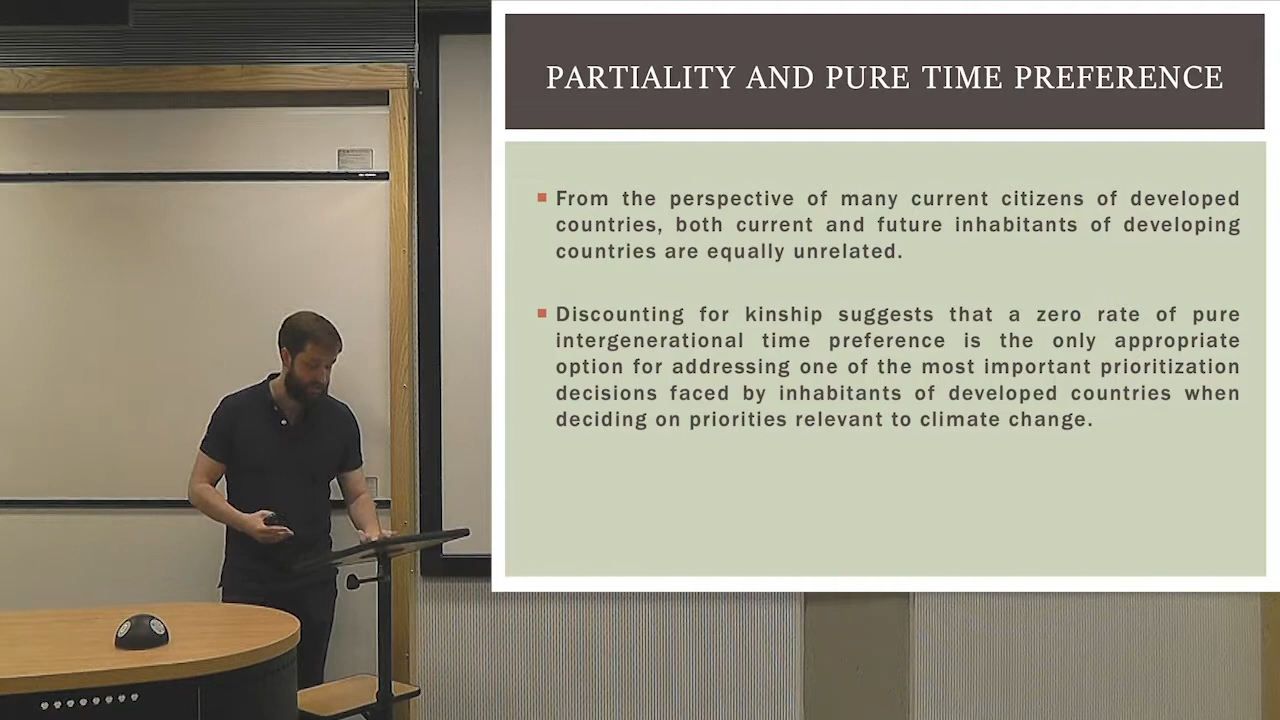 PARTIALITY AND PURE TIME PREFERENCE
From the perspective of many current citizens of developed
countries, both current and future inhabitants of developing
countries are equally unrelated.
Discounting for kinship suggests that a zero rate of pure
intergenerational time preference is the only appropriate
option for addressing one of the most important prioritization
decisions faced by inhabitants of developed countries when
deciding on priorities relevant to climate change.